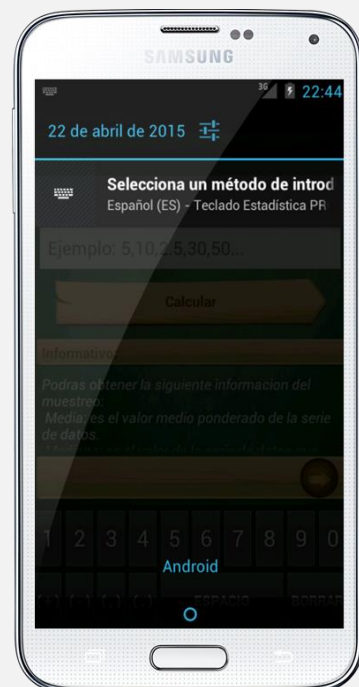 SAMSUNG
3G 22:44
22 de abril de 2015
Selecciona un método de introd
Español (ES) - Teclado Estadística PR
Ejemplo: 5,10,2.5,30,50...
Calcular
Informativo:
Podras obtener la siguiente informacion del
muestreo:
Media: es el valor medio ponderado de la serie
de datos.
1 2 3 4 5 6 7 8 9 0
Android
ESPACIO BORRAR